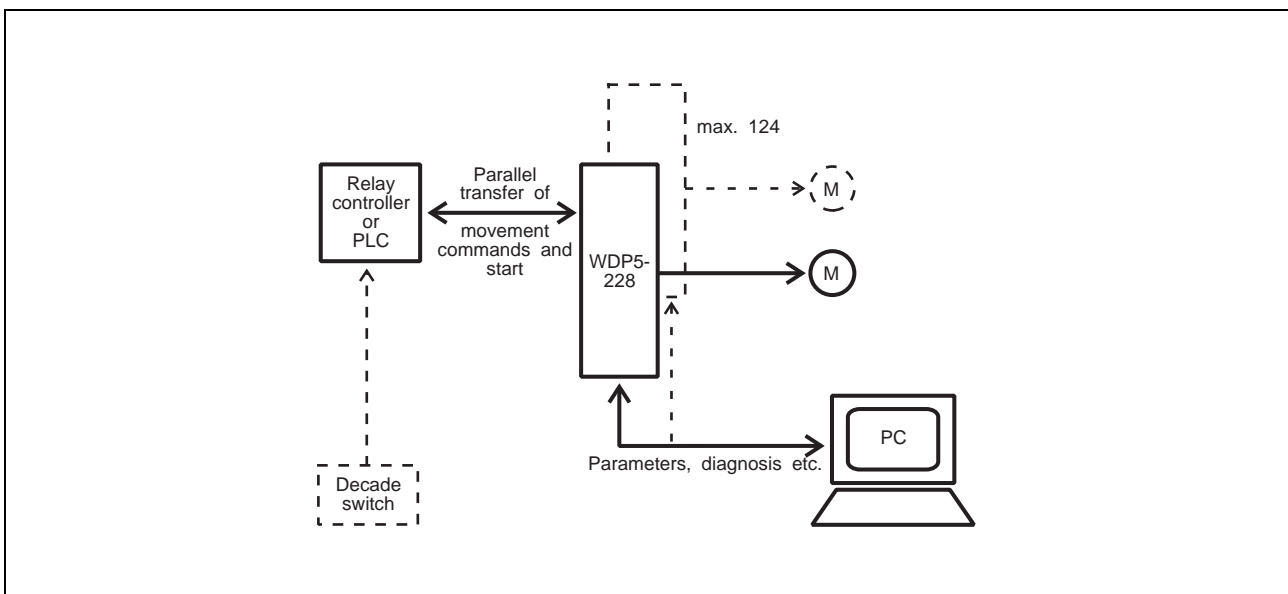 max. 124
Relay
controller
or
PLC
Parallel
transfer of
movement
commands and
start
WDP5-
228
M
M
PC
Parameters, diagnosis etc.
Decade
switch